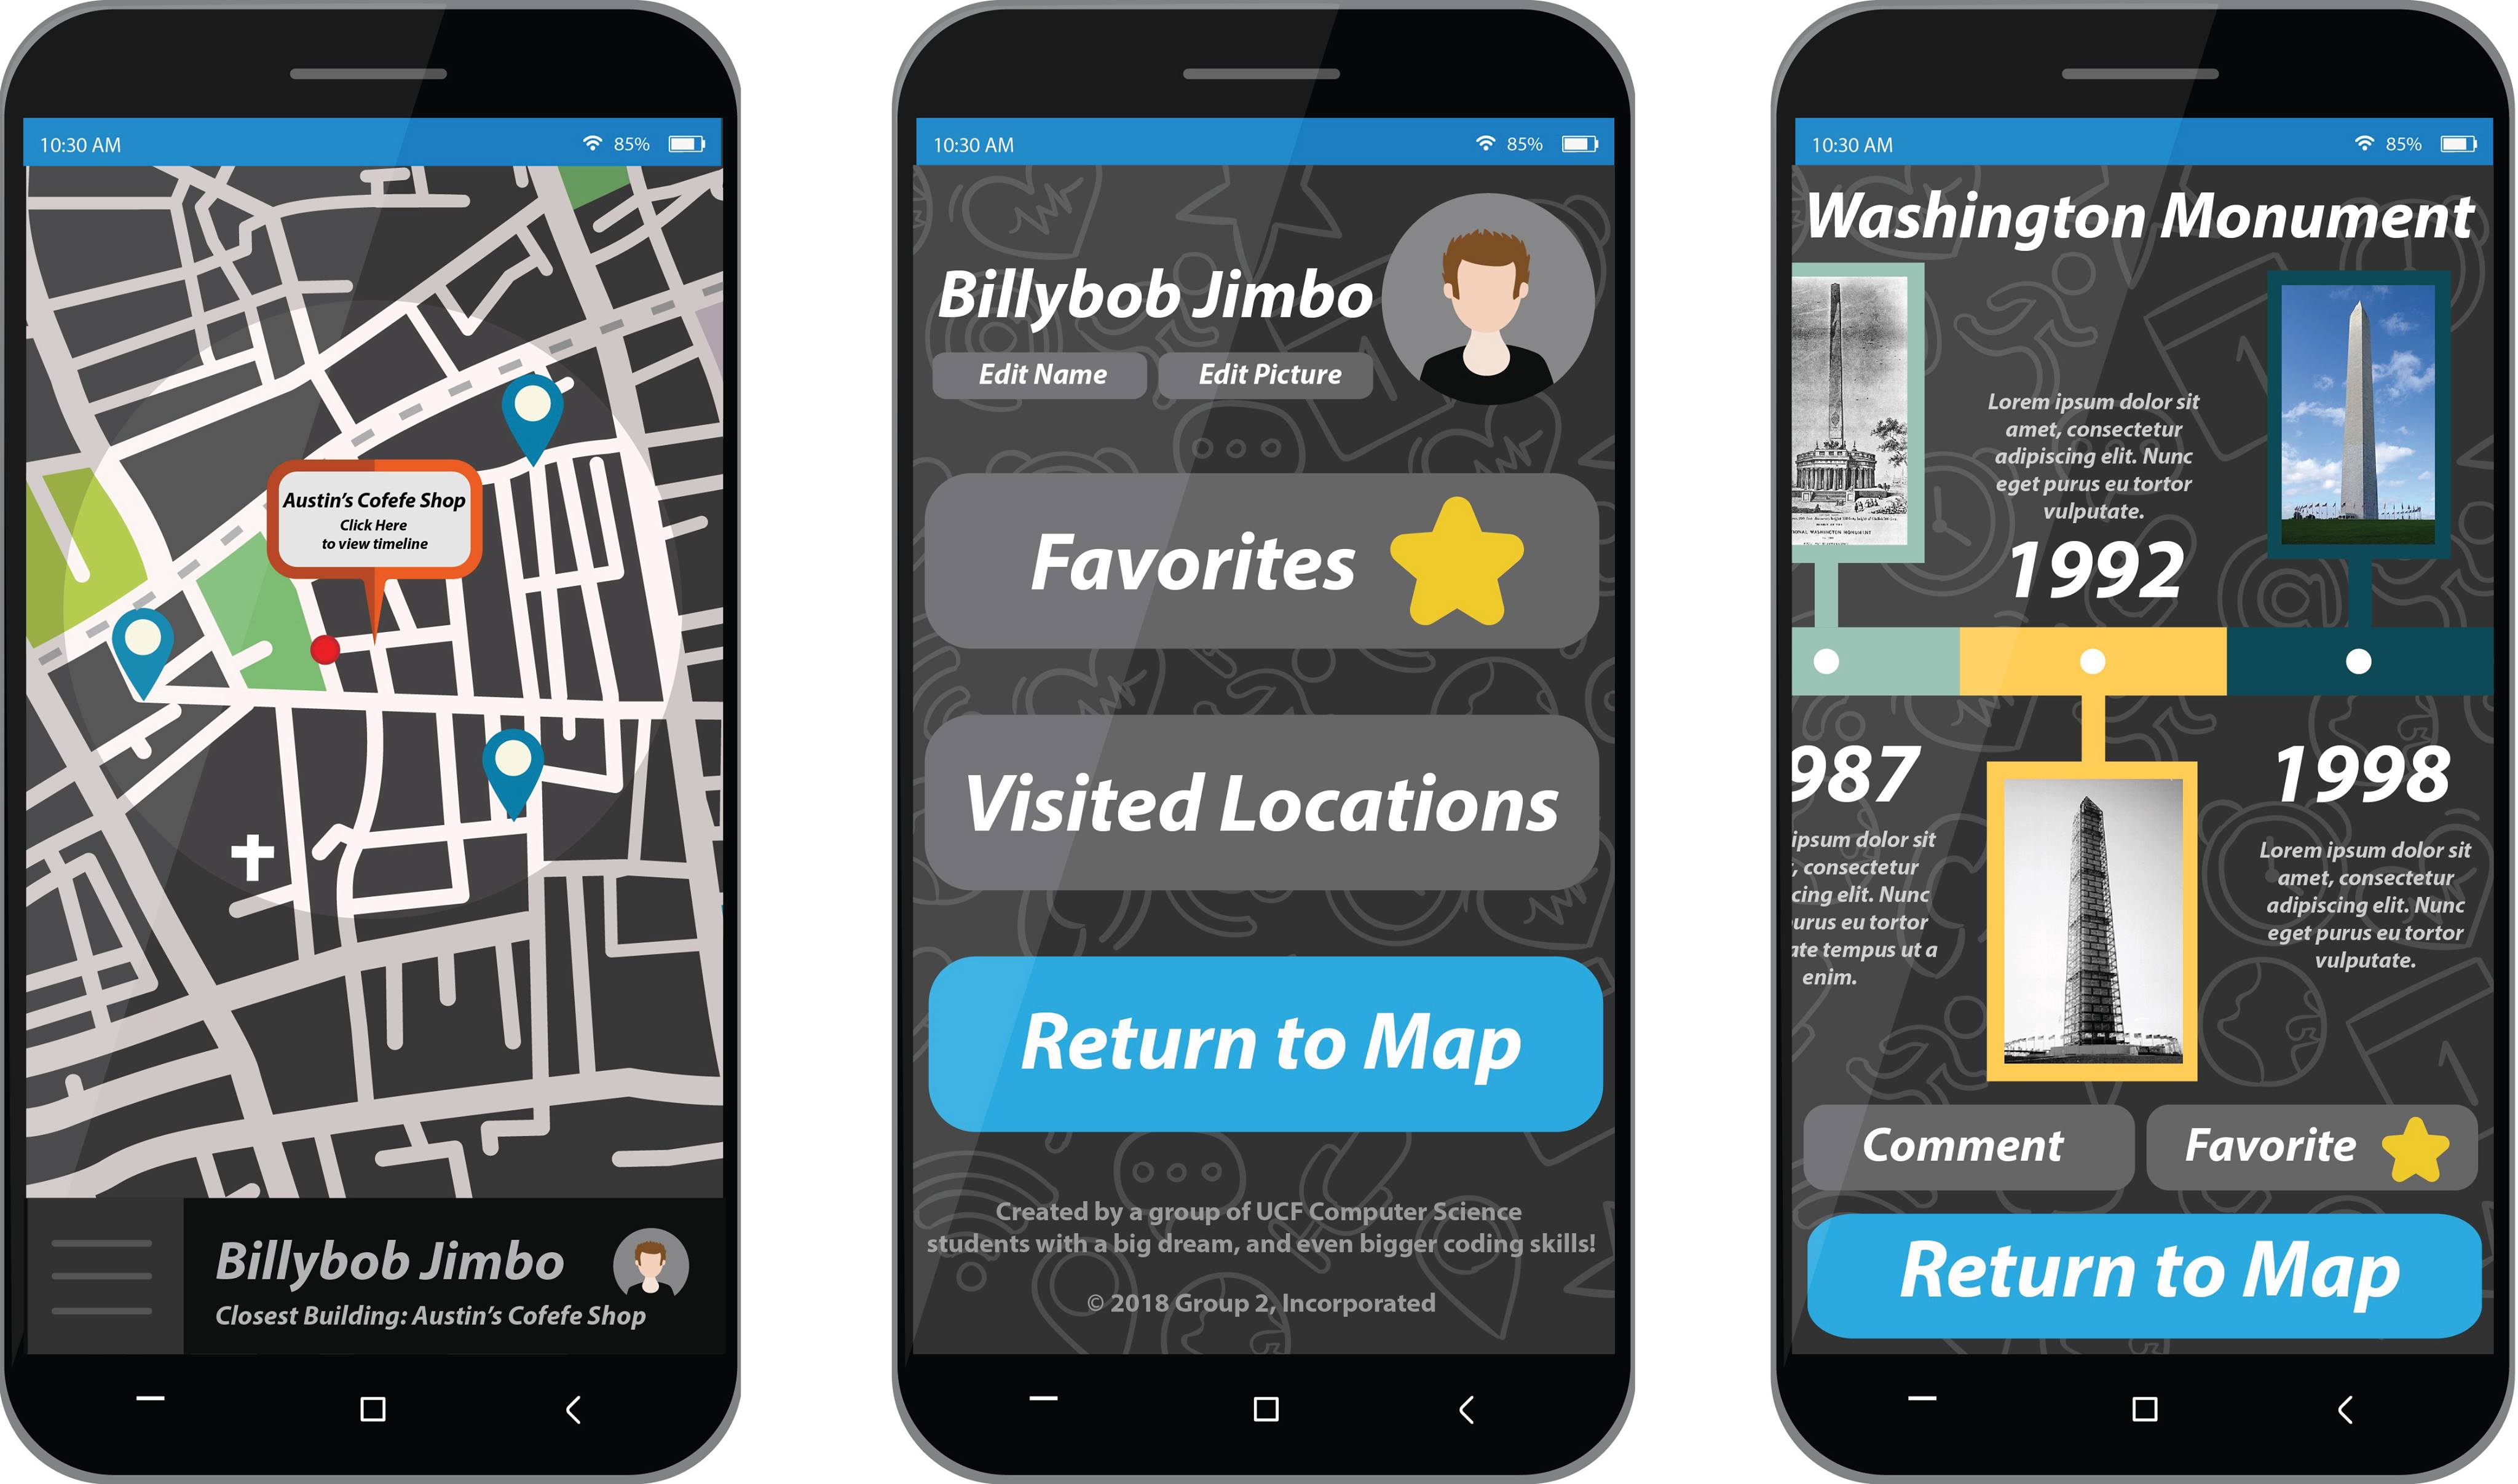 10:30 AM
85%
Austin's Cofefe Shop
Click Here
to view timeline
Billybob Jimbo
Closest Building: Austin's Cofefe Shop
10:30 AM
85%
Billybob Jimbo
Edit Name
Edit Picture
Favorites
Visited Locations
Return to Map
Created by a group of UCF Computer Science
students with a big dream, and even bigger coding skills!
© 2018 Group 2, Incorporated
10:30 AM
85%
Washington Monument
Lorem ipsum dolor sit
amet, consectetur
adipiscing elit. Nunc
eget purus eu tortor
vulputate.
1992
987
ipsum dolor sit
, consectetur
cing elit. Nunc
urus eu tortor
ate tempus ut a
enim.
1998
Lorem ipsum dolor sit
amet, consectetur
adipiscing elit. Nunc
eget purus eu tortor
vulputate.
Comment
Favorite
Return to Map